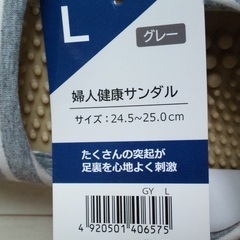 L
グレー
婦人健康サンダル
サイズ：24.5~25.0cm
たくさんの突起が
足裏を心地よく刺激
GY L
4 920501 406575